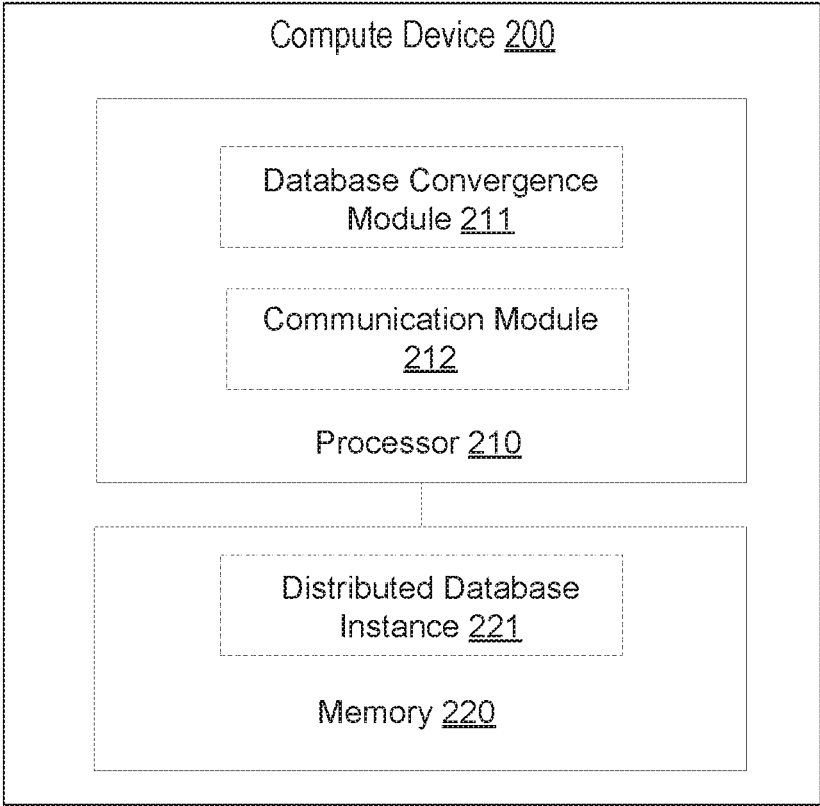 Compute Device 200
Database Convergence
Module 211
Communication Module
212
Processor 210
Distributed Database
Instance 221
Memory 220